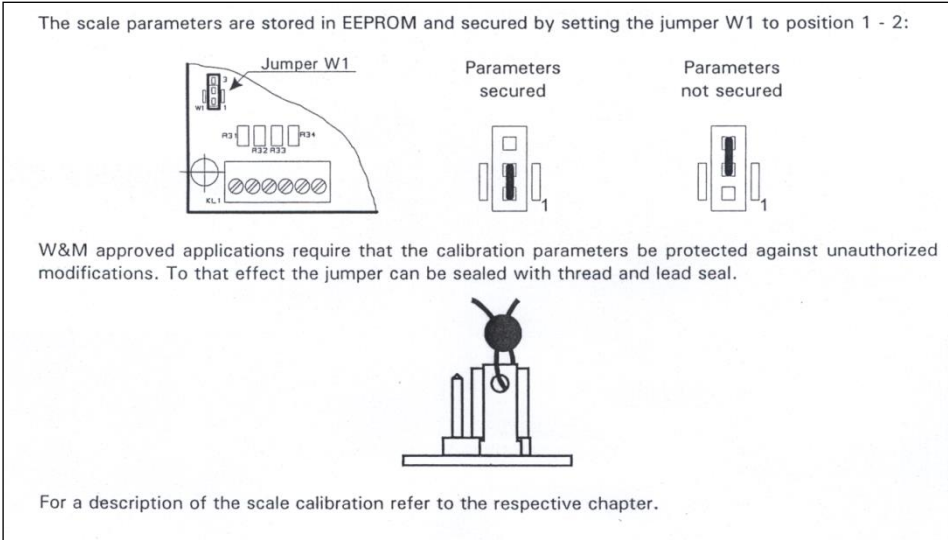 The scale parameters are stored in EEPROM and secured by setting the jumper W1 to position 1 - 2:
Jumper W1
3
W1
1
R31
R32 R33
R34
KL1
Parameters
secured
1
Parameters
not secured
1
W&M approved applications require that the calibration parameters be protected against unauthorized
modifications. To that effect the jumper can be sealed with thread and lead seal.
For a description of the scale calibration refer to the respective chapter.